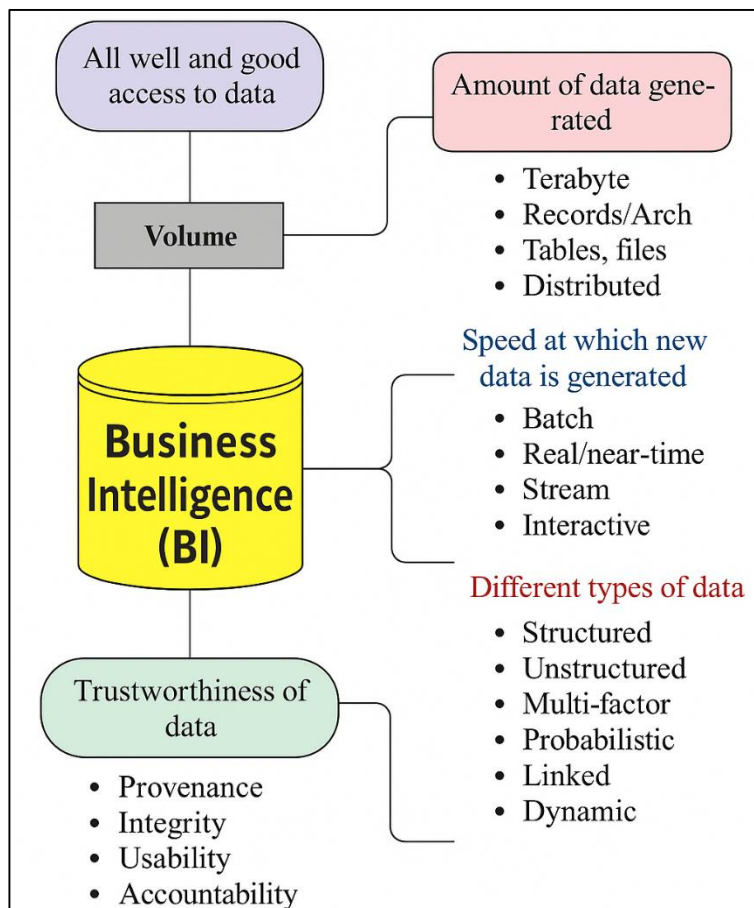 All well and good
access to data
Amount of data gene-
rated
• Terabyte
• Records/Arch
• Tables, files
• Distributed
Volume
Speed at which new
data is generated
• Batch
• Real/near-time
• Stream
• Interactive
Business
Intelligence
(BI)
Different types of data
• Structured
• Unstructured
• Multi-factor
• Probabilistic
• Linked
• Dynamic
Trustworthiness of
data
• Provenance
• Integrity
• Usability
• Accountability